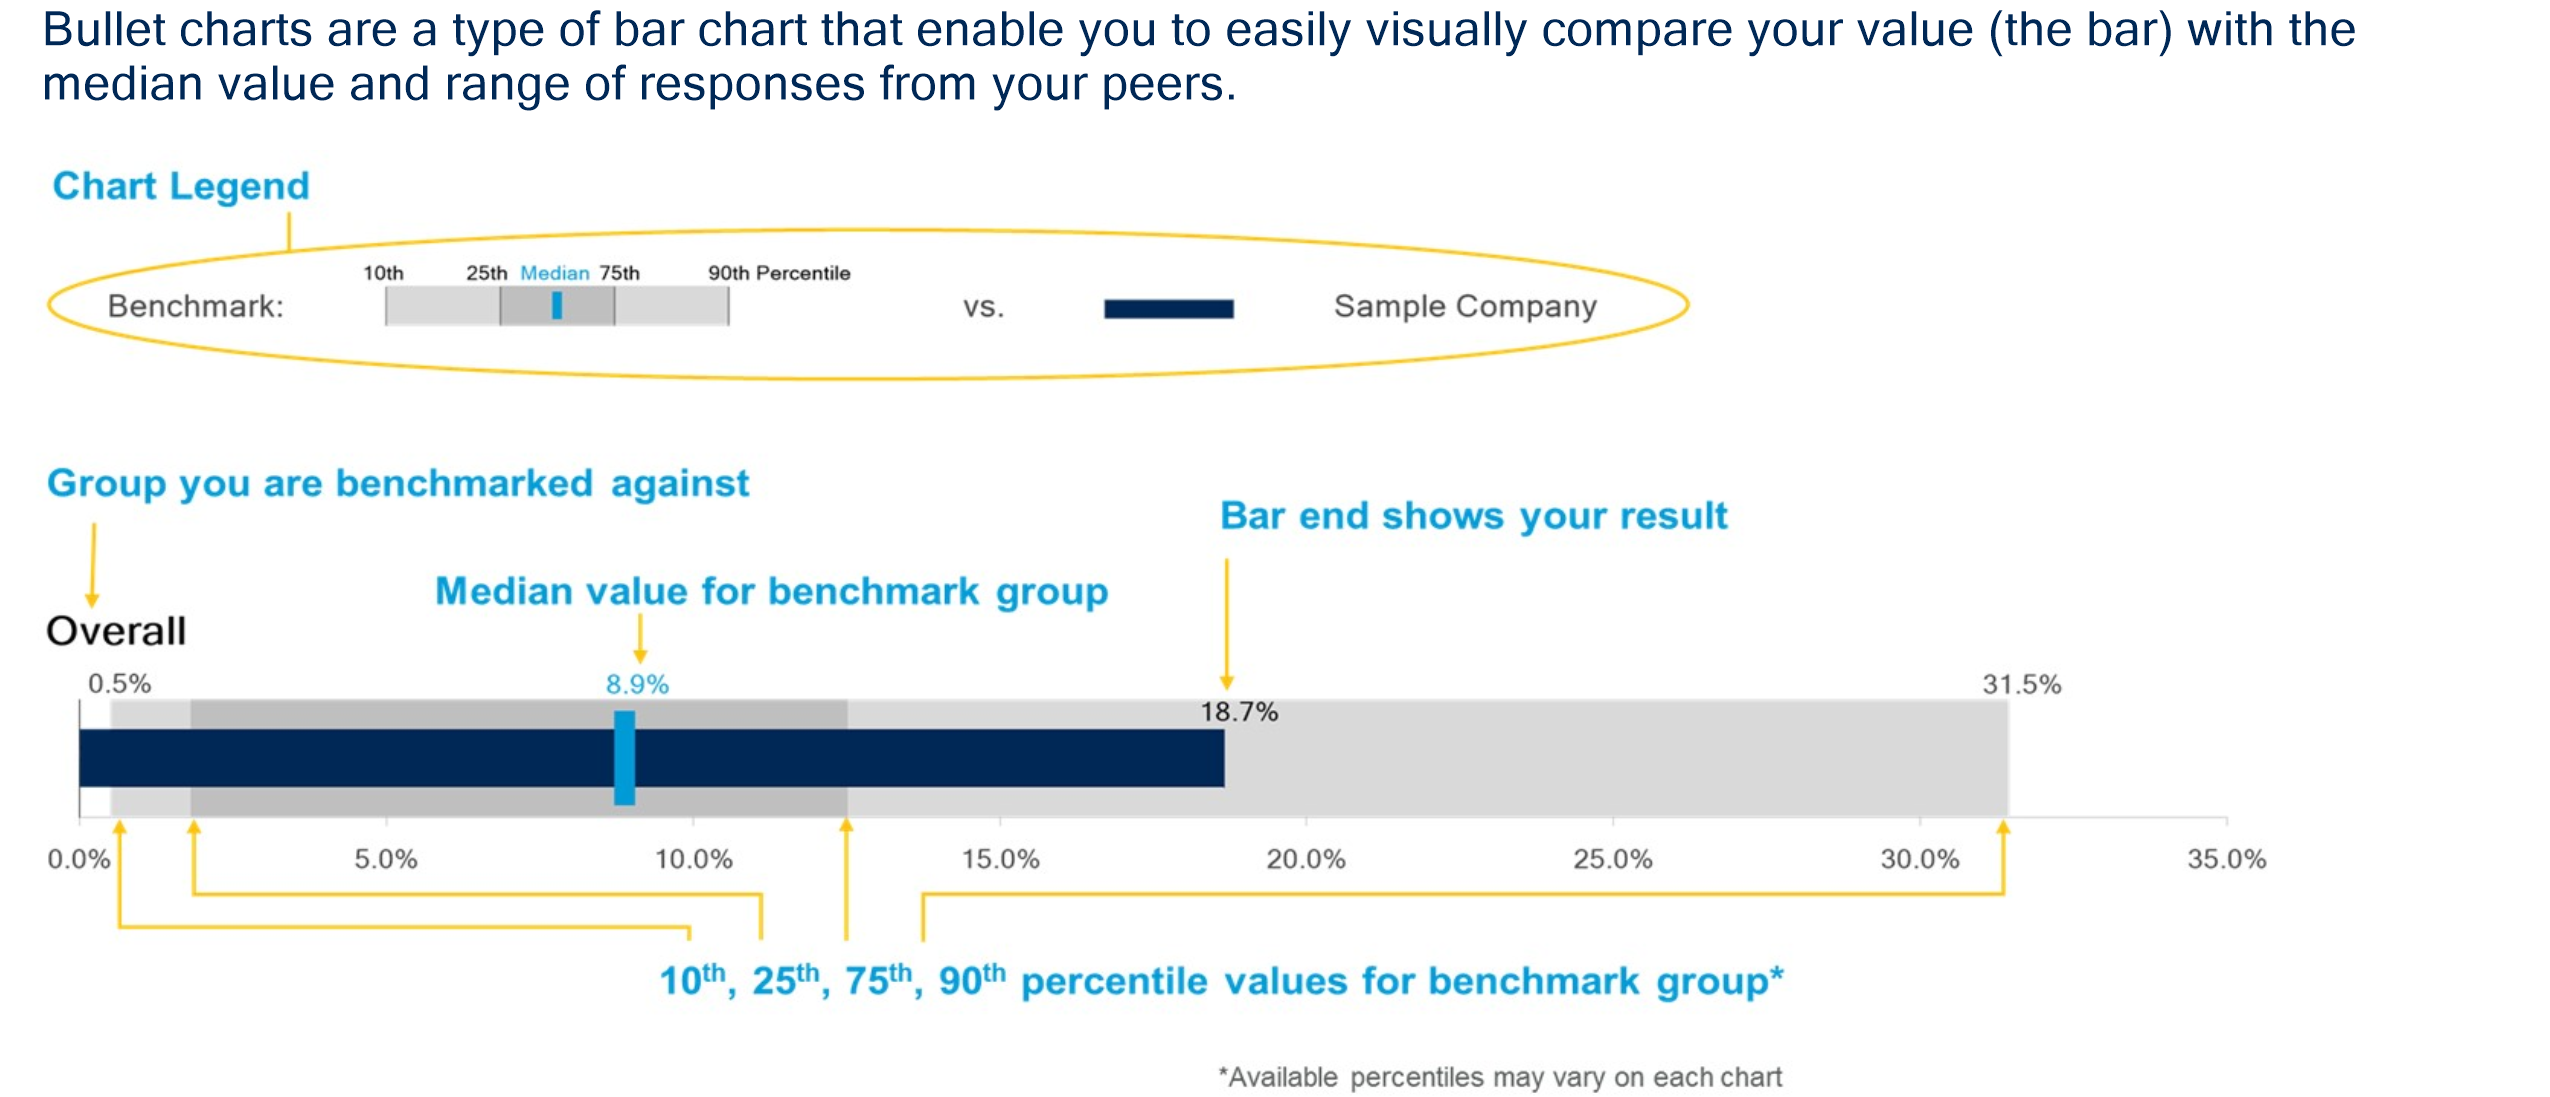 Bullet charts are a type of bar chart that enable you to easily visually compare your value (the bar) with the
median value and range of responses from your peers.
Chart Legend
10th 25th Median 75th 90th Percentile
Benchmark: vs. Sample Company
Group you are benchmarked against
Bar end shows your result
Median value for benchmark group
Overall
0.5% 8.9% 31.5%
18.7%
0.0% 5.0% 10.0% 15.0% 20.0% 25.0% 30.0% 35.0%
10th, 25th, 75th, 90th percentile values for benchmark group*
*Available percentiles may vary on each chart